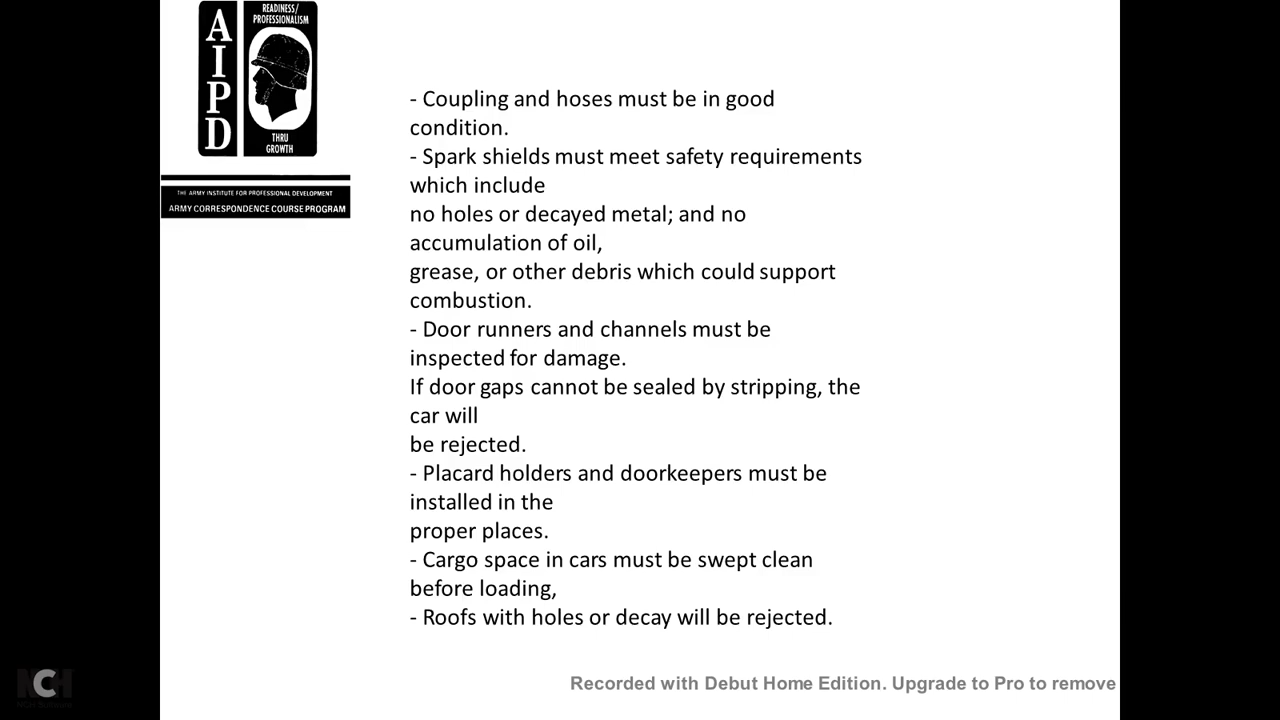 READINESS/
PROFESSIONALISM
AIPD
THRU
GROWTH
THE ARMY INSTITUTE FOR PROFESSIONAL DEVELOPMENT
ARMY CORRESPONDENCE COURSE PROGRAM
- Coupling and hoses must be in good
condition.
- Spark shields must meet safety requirements
which include
no holes or decayed metal; and no
accumulation of oil,
grease, or other debris which could support
combustion.
- Door runners and channels must be
inspected for damage.
If door gaps cannot be sealed by stripping, the
car will
be rejected.
- Placard holders and doorkeepers must be
installed in the
proper places.
- Cargo space in cars must be swept clean
before loading,
- Roofs with holes or decay will be rejected.
NCH
Recorded with Debut Home Edition. Upgrade to Pro to remove